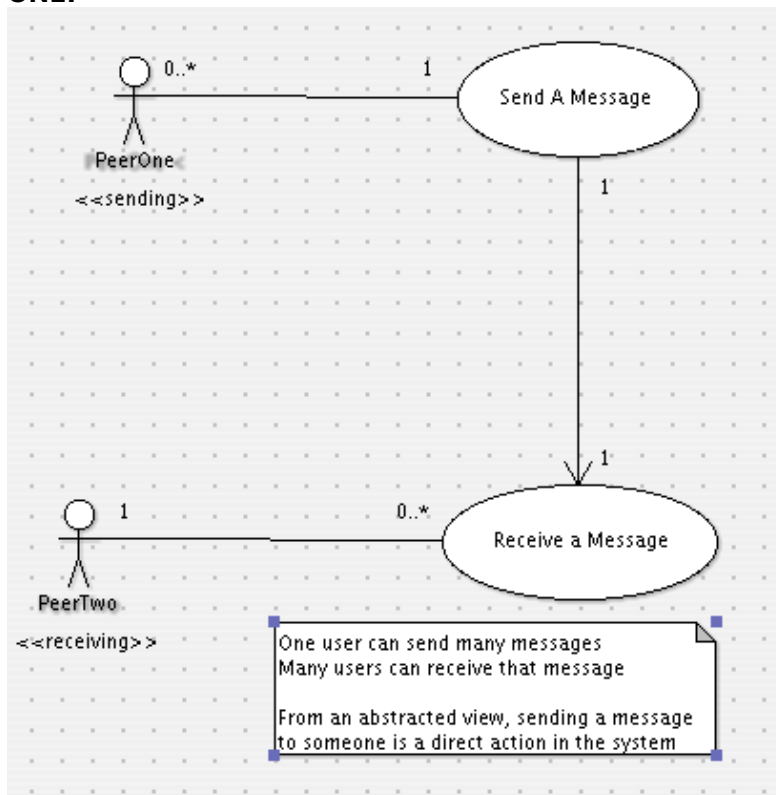 0..*
1
Send A Message
PeerOne
<<sending>>
1
1
1
0..*
Receive a Message
PeerTwo
<<receiving>>
One user can send many messages
Many users can receive that message
From an abstracted view, sending a message
to someone is a direct action in the system